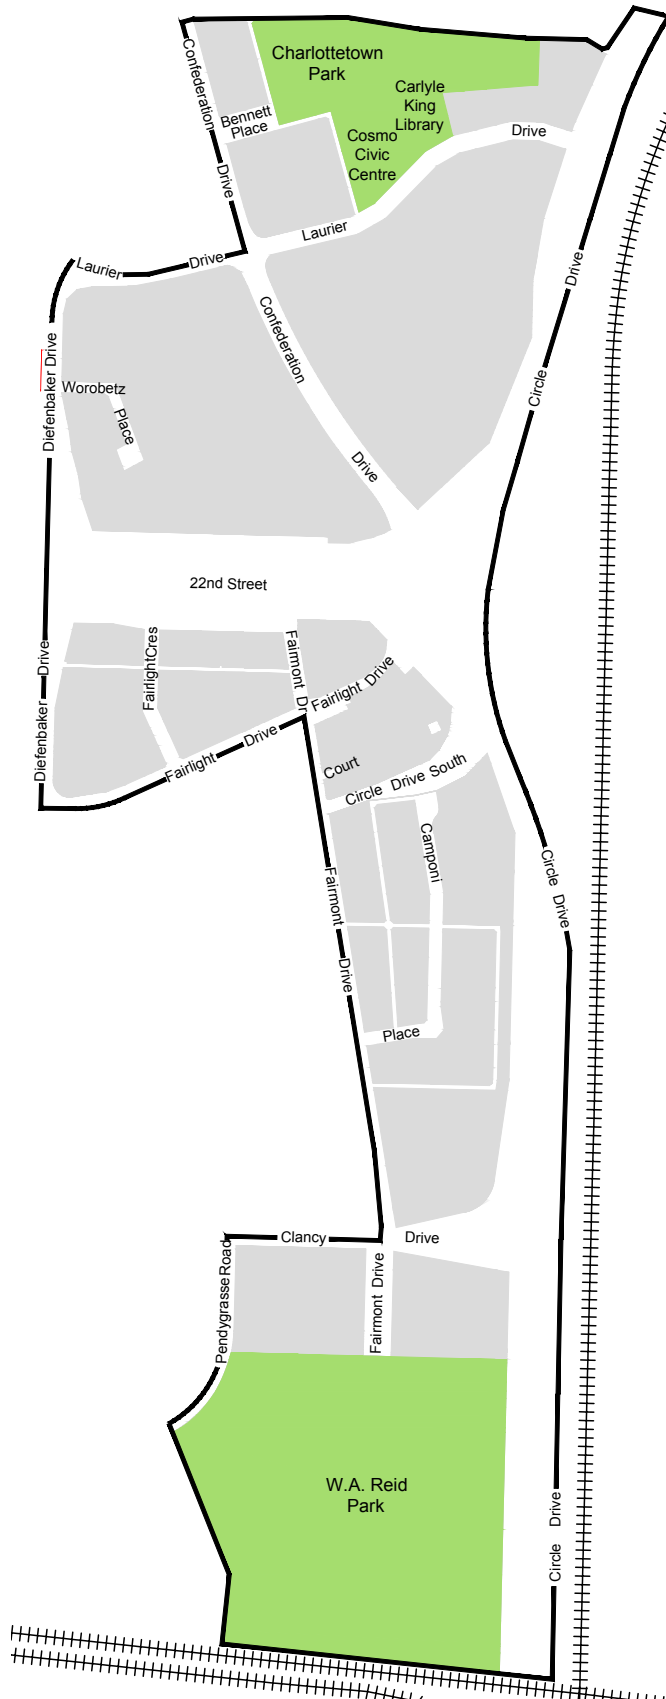 Charlottetown
Park
Carlyle
King
Library
Cosmo
Civic
Centre
Confederation
Drive
Bennett
Place
Drive
Laurier
Laurier
Drive
Confederation
Drive
Circle
Drive
Diefenbaker Drive
Worobetz
Place
22nd Street
Diefenbaker
Drive
FairlightCres
Fairmont Dr
Fairlight Drive
Fairlight
Drive
Court
Circle Drive South
Camponi
Place
Fairmont
Drive
Circle Drive
Clancy
Drive
Pendygrasse Road
Fairmont Drive
W.A. Reid
Park
Circle Drive